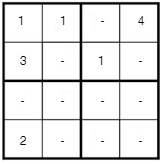 1 1 - 4
3 - 1 -
- - - -
2 - - -